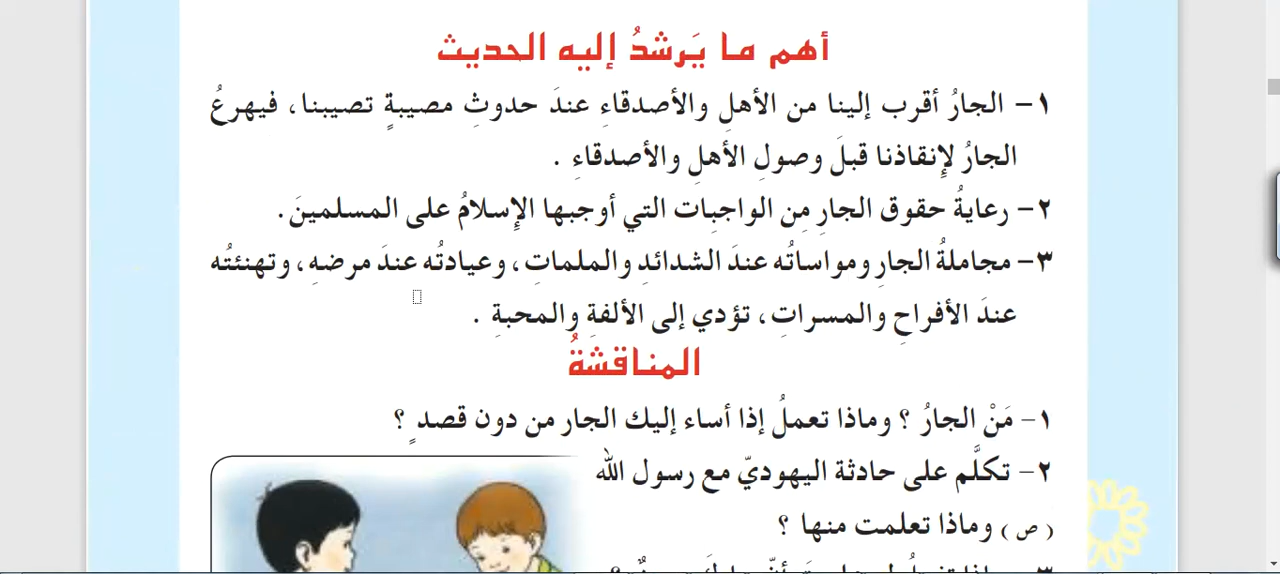 أهم ما يَرشدُ إليه الحديث
١- الجارُ أقرب إلينا من الأهلِ والأصدقاءِ عندَ حدوثِ مصيبةٍ تصيبنا، فيهرعُ
الجارُ لإنقاذنا قبلَ وصولِ الأهلِ والأصدقاءِ .
٢- رعايةُ حقوق الجارِ مِن الواجبات التي أوجبها الإسلامُ على المسلمينَ.
٣- مجاملةُ الجارِ ومواساتُه عندَ الشدائدِ والملماتِ، وعيادتُه عندَ مرضهِ، وتهنئتُه
عندَ الأفراحِ والمسراتِ، تؤدي إلى الألفةِ والمحبةِ .
المناقشةُ
١- مَنْ الجارُ ؟ وماذا تعملُ إذا أساء إليك الجار من دون قصدٍ ؟
٢- تكلَّم على حادثة اليهوديّ مع رسول الله
(ص) وماذا تعلمت منها ؟